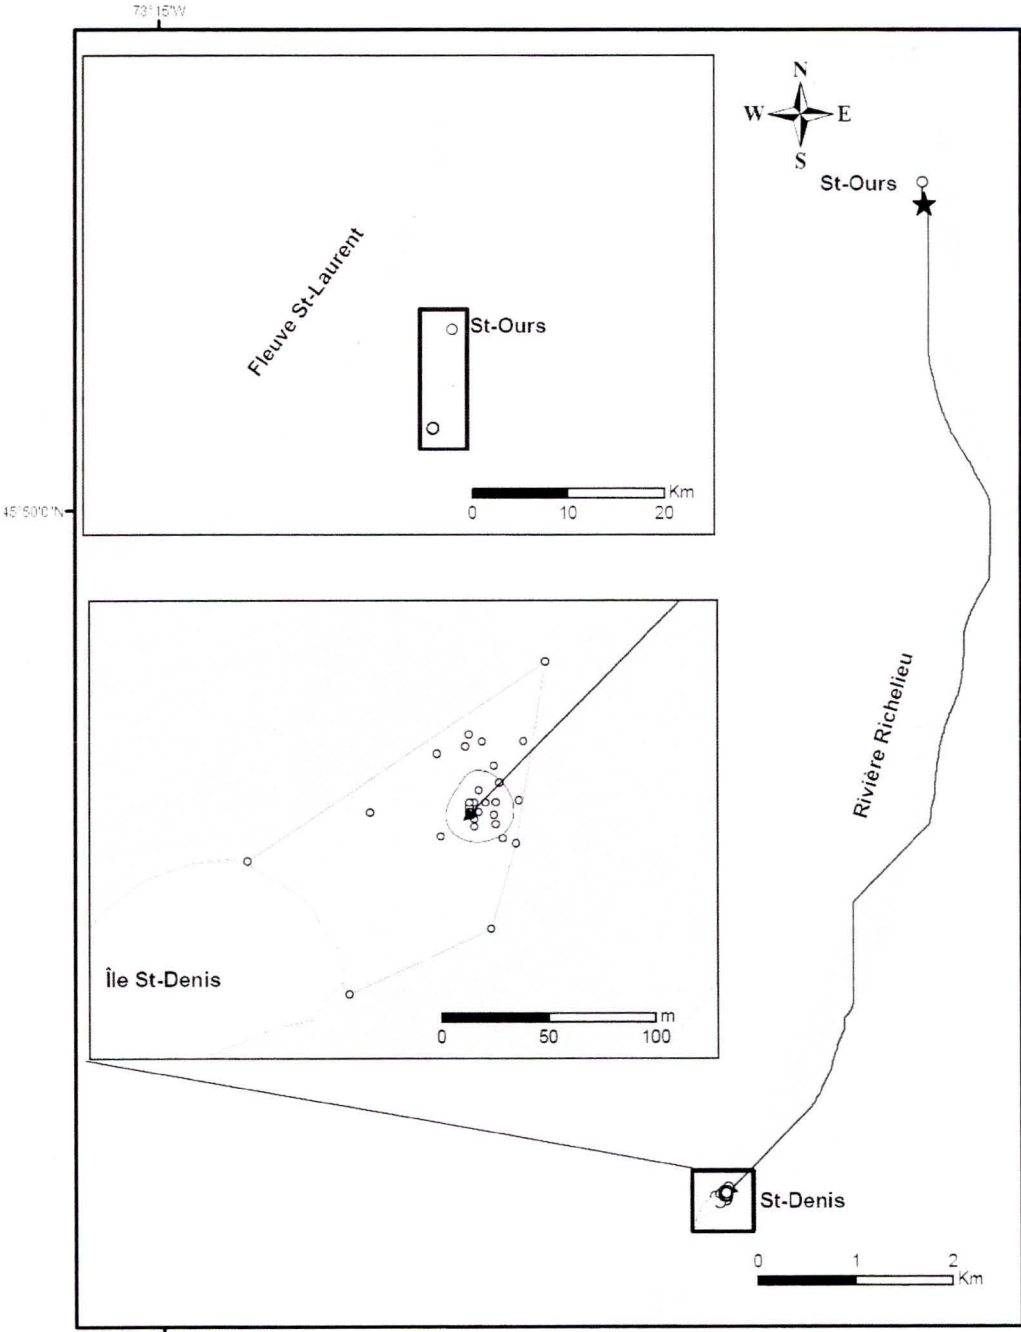 73°15'W
N
W E
S
St-Ours
Fleuve St-Laurent
St-Ours
Km
0 10 20
45°50'0"N
Rivière Richelieu
Île St-Denis
m
0 50 100
St-Denis
0 1 2
Km